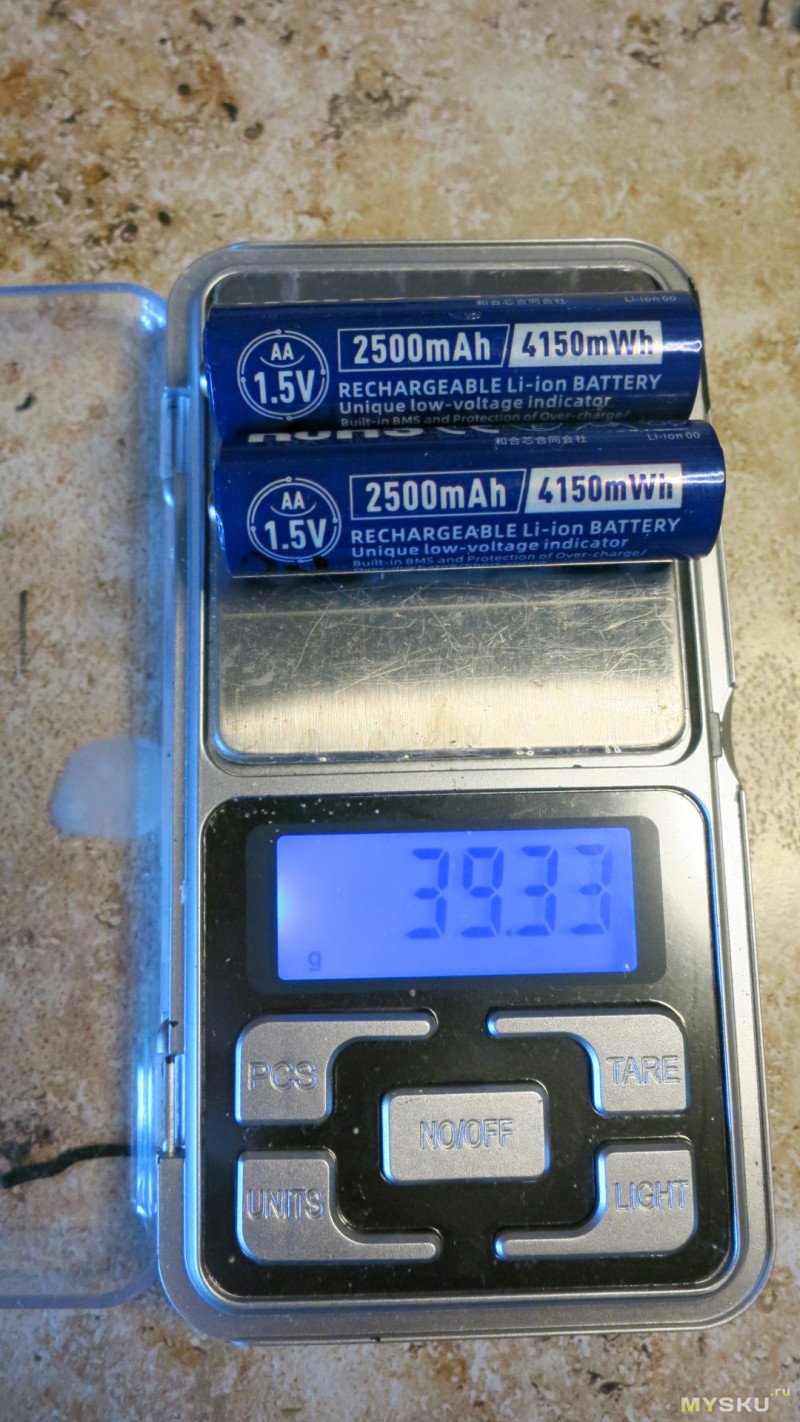 和合芯合同会社 Li-ion 00
AA
1.5V
2500mAh 4150mWh
RECHARGEABLE Li-ion BATTERY
Unique low-voltage indicator
Built-in BMS and Protection of Over-charge/
RoHS CE
和合芯合同会社 Li-ion 00
AA
1.5V
2500mAh 4150mWh
RECHARGEABLE Li-ion BATTERY
Unique low-voltage indicator
Built-in BMS and Protection of Over-charge/
39.33
g
PCS
TARE
NO/OFF
UNITS
LIGHT
MYSKU.ru